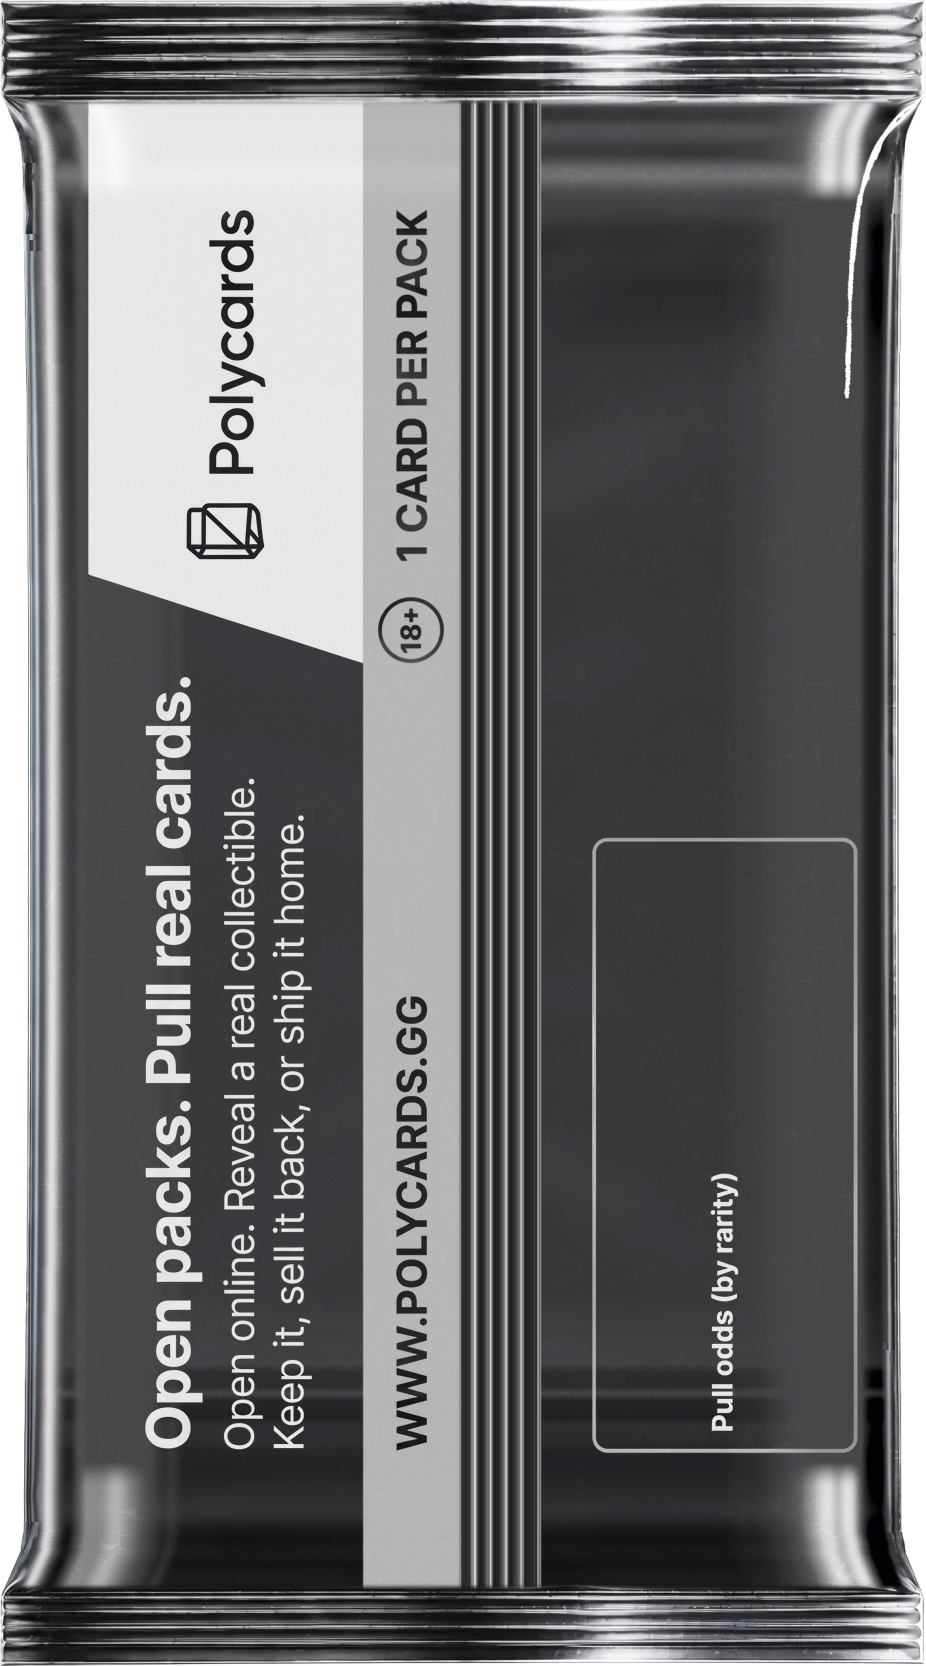 Open packs. Pull real cards.
Open online. Reveal a real collectible.
Keep it, sell it back, or ship it home.
Polycards
WWW.POLYCARDS.GG
18+
1 CARD PER PACK
Pull odds (by rarity)